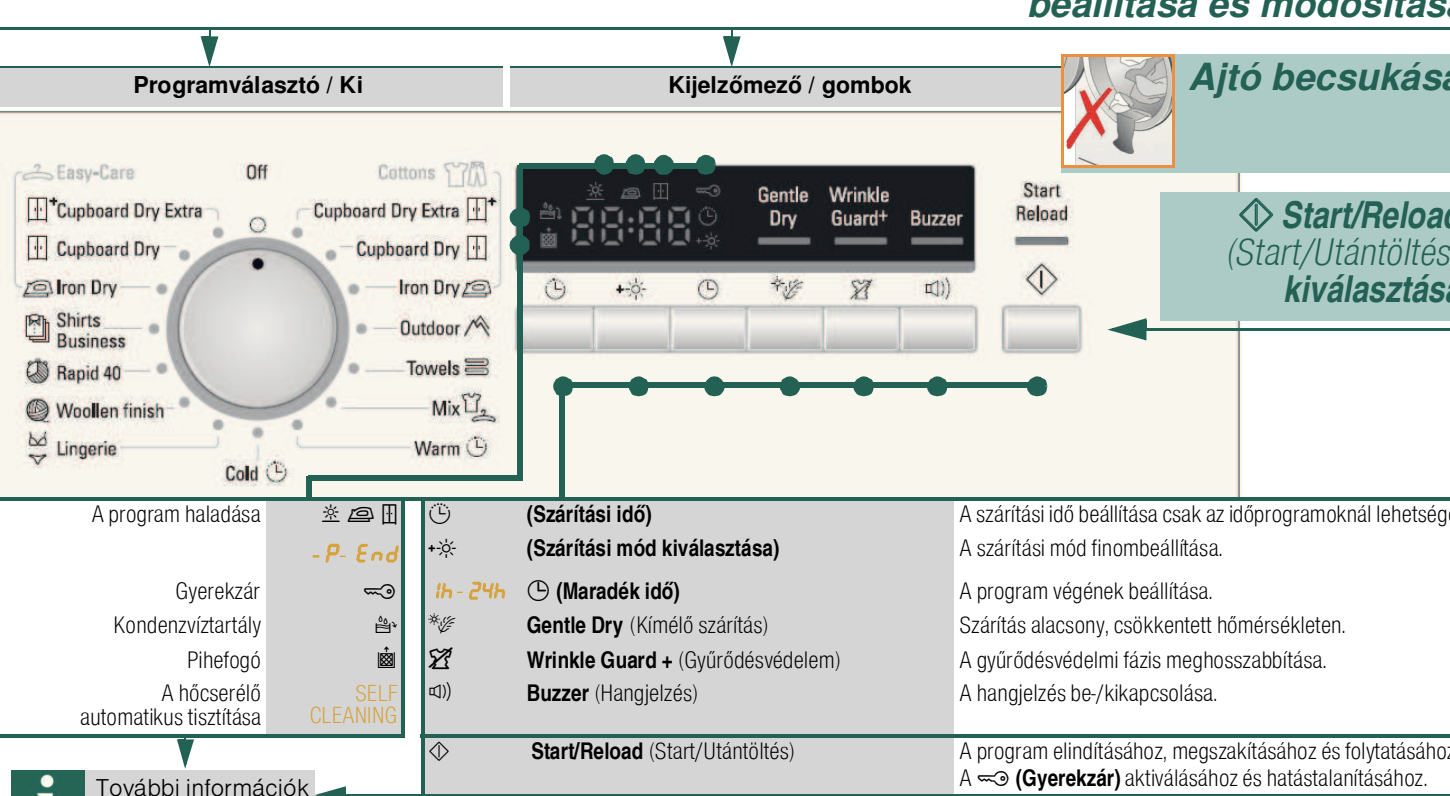 beállítása és módosítása
Programválasztó / Ki
Kijelzőmező / gombok
Ajtó becsukása
Easy-Care
Off
Cottons
Cupboard Dry Extra
Cupboard Dry Extra
Cupboard Dry
Cupboard Dry
Iron Dry
Iron Dry
Shirts
Business
Outdoor
Rapid 40
Towels
Woollen finish
Mix
Lingerie
Warm
Cold
88:88
Gentle
Dry
Wrinkle
Guard+
Buzzer
Start
Reload
Start/Reload
(Start/Utántöltés
kiválasztása
A program haladása
-P- End
Gyerekzár
Kondenzvíztartály
Pihefogó
A hőcserélő
automatikus tisztítása
SELF
CLEANING
(Szárítási idő)
A szárítási idő beállítása csak az időprogramoknál
(Szárítási mód kiválasztása)
A szárítási mód finombeállítása.
1h - 24h (Maradék idő)
A program végének beállítása.
Gentle Dry (Kímélő szárítás)
Szárítás alacsony, csökkentett hőmérsékleten.
Wrinkle Guard + (Gyűrődésvédelem)
A gyűrődésvédelmi fázis meghosszabbítása.
Buzzer (Hangjelzés)
A hangjelzés be-/kikapcsolása.
Start/Reload (Start/Utántöltés)
A program elindításához, megszakításához és folytatásához
A (Gyerekzár) aktiválásához és hatástalanításához.
További információk